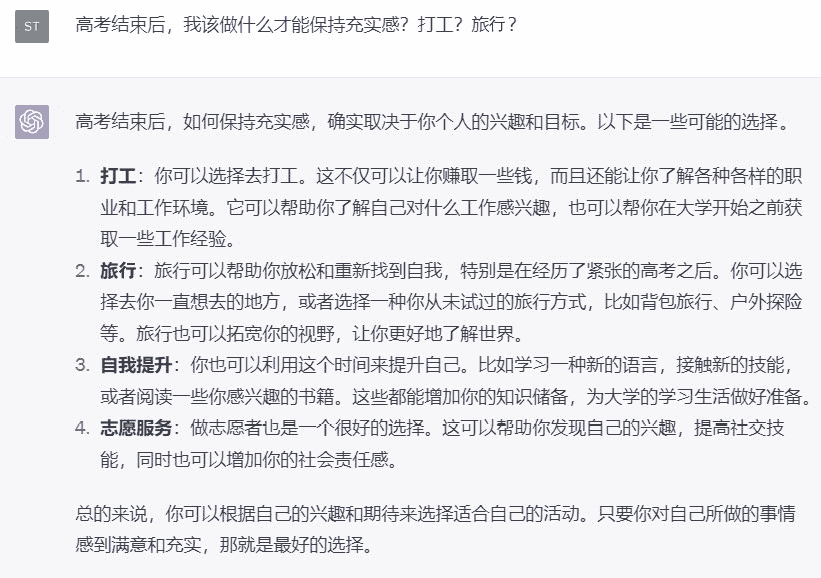 ST
高考结束后，我该做什么才能保持充实感？打工？旅行？
高考结束后，如何保持充实感，确实取决于你个人的兴趣和目标。以下是一些可能的选择。
1. 打工：你可以选择去打工。这不仅可以让你赚取一些钱，而且还能让你了解各种各样的职
业和工作环境。它可以帮助你了解自己对什么工作感兴趣，也可以帮你在大学开始之前获
取一些工作经验。
2. 旅行：旅行可以帮助你放松和重新找到自我，特别是在经历了紧张的高考之后。你可以选
择去你一直想去的地方，或者选择一种你从未试过的旅行方式，比如背包旅行、户外探险
等。旅行也可以拓宽你的视野，让你更好地了解世界。
3. 自我提升：你也可以利用这个时间来提升自己。比如学习一种新的语言，接触新的技能，
或者阅读一些你感兴趣的书籍。这些都能增加你的知识储备，为大学的学习生活做好准备。
4. 志愿服务：做志愿者也是一个很好的选择。这可以帮助你发现自己的兴趣，提高社交技
能，同时也可以增加你的社会责任感。
总的来说，你可以根据自己的兴趣和期待来选择适合自己的活动。只要你对自己所做的事情
感到满意和充实，那就是最好的选择。